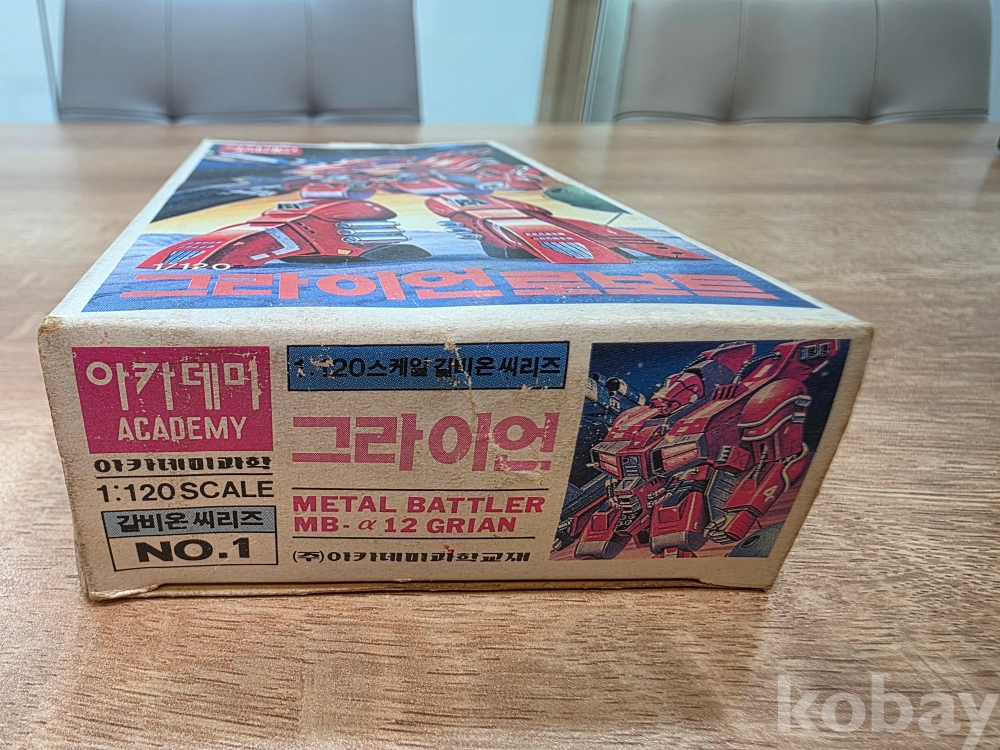 1/120
그라이언 로보트
아카데미
ACADEMY
아카데미과학
1:120 SCALE
갈비온 씨리즈
NO.1
1:120스케일 갈비온 씨리즈
그라이언
METAL BATTLER
MB-α12 GRIAN
(주)아카데미과학교재
4
kobay